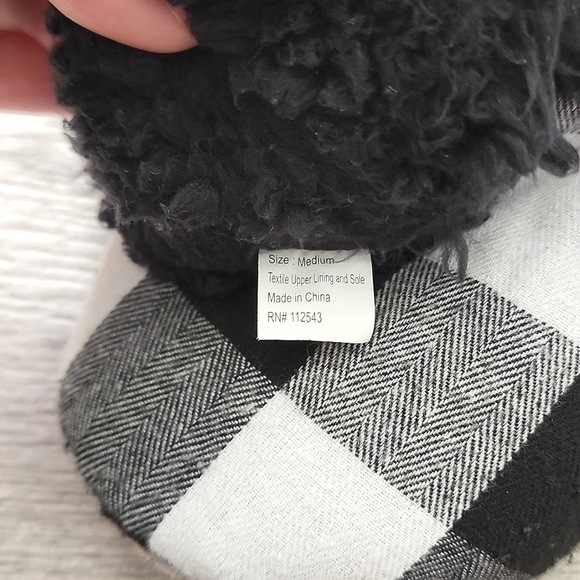 Size : Medium
Textile Upper Lining and Sole
Made in China
RN# 112543